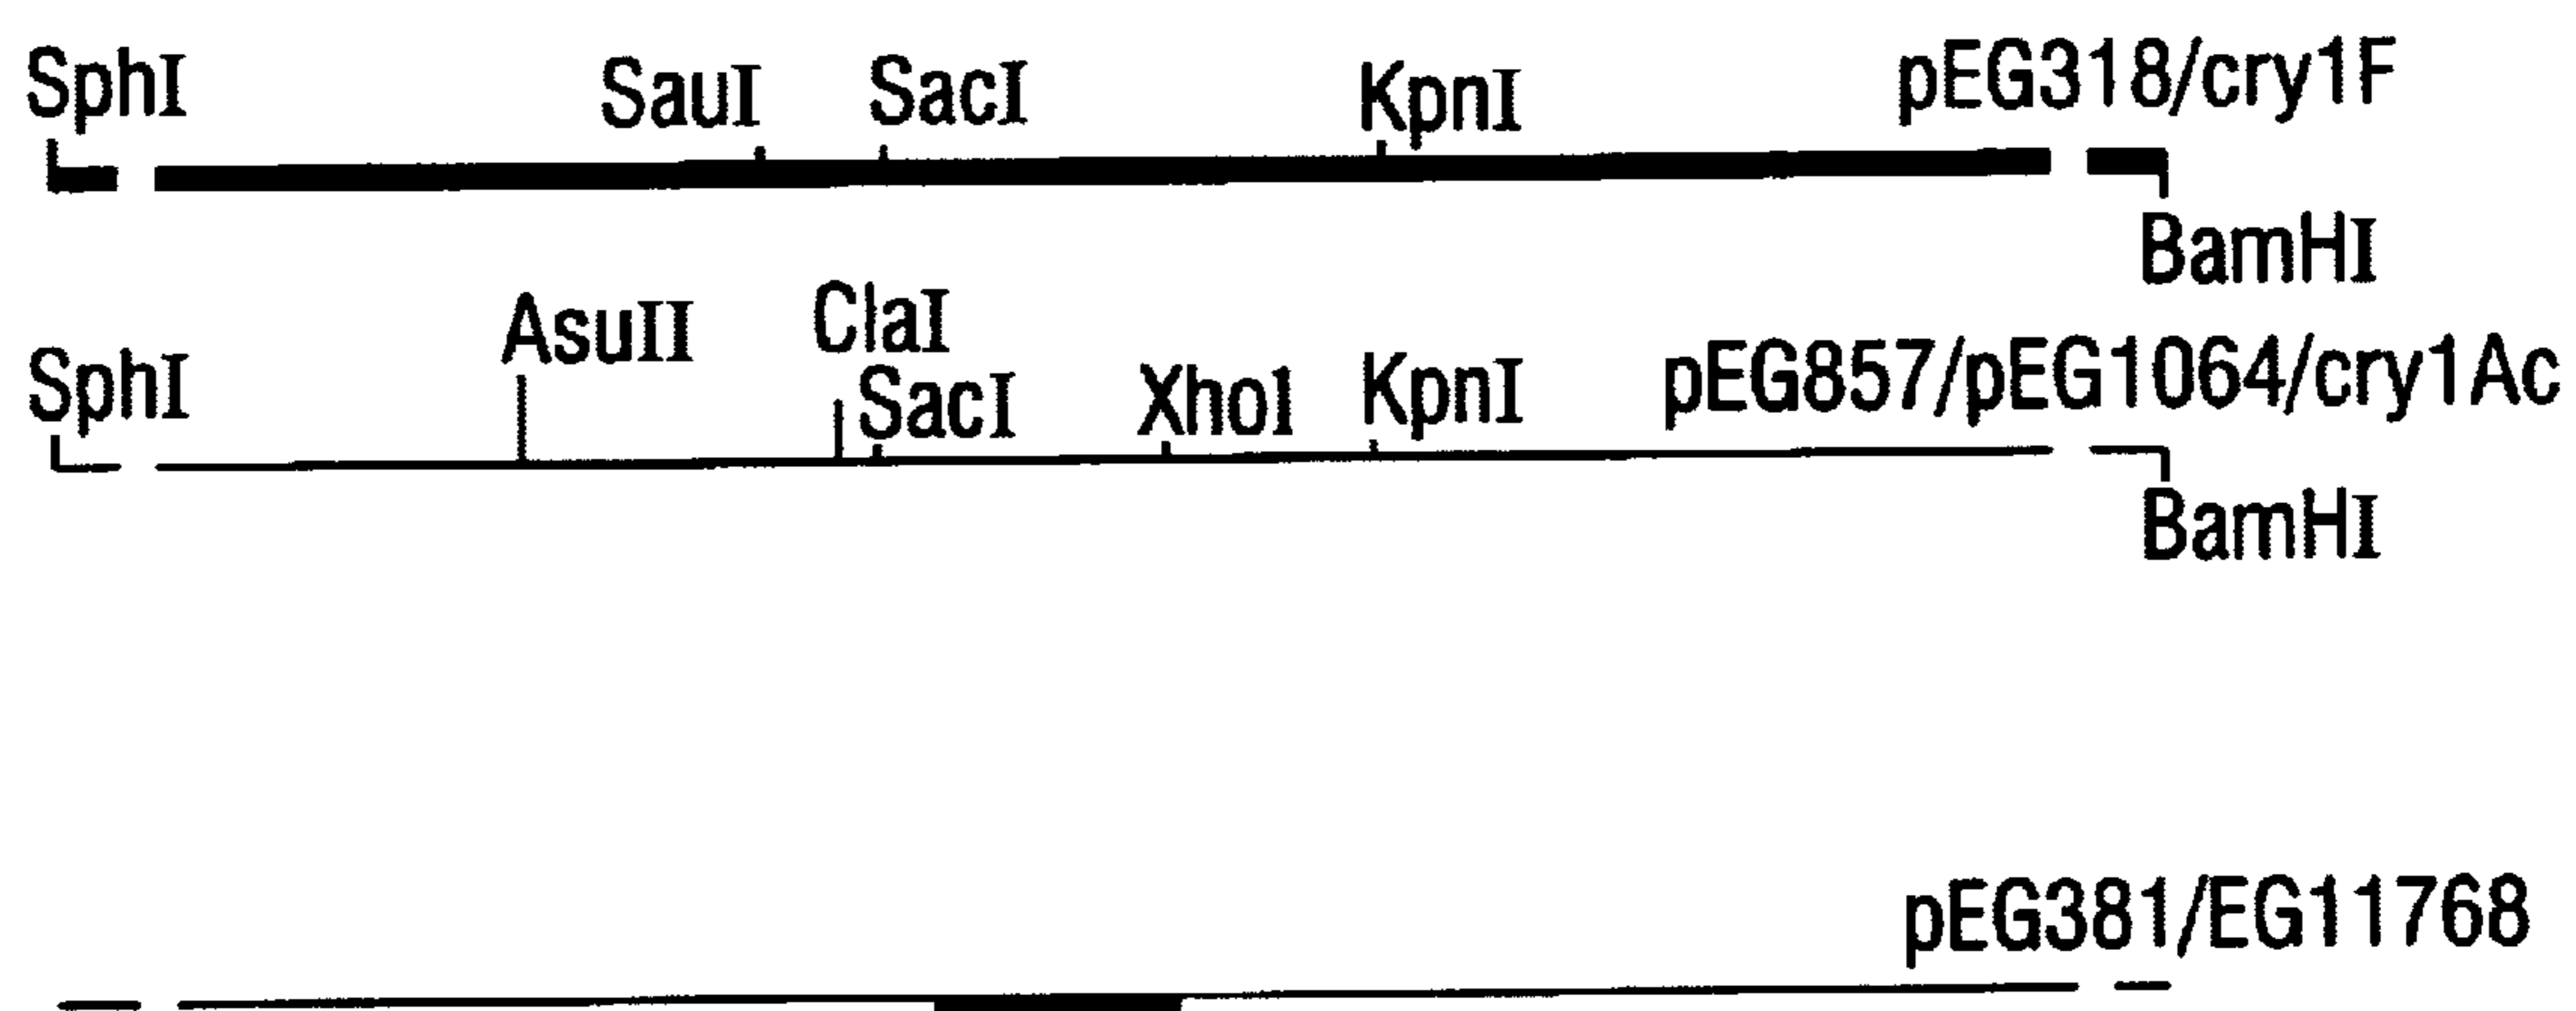 SphI SauI SacI KpnI pEG318/cry1F
BamHI
SphI AsuII ClaI SacI XhoI KpnI pEG857/pEG1064/cry1Ac
BamHI
pEG381/EG11768